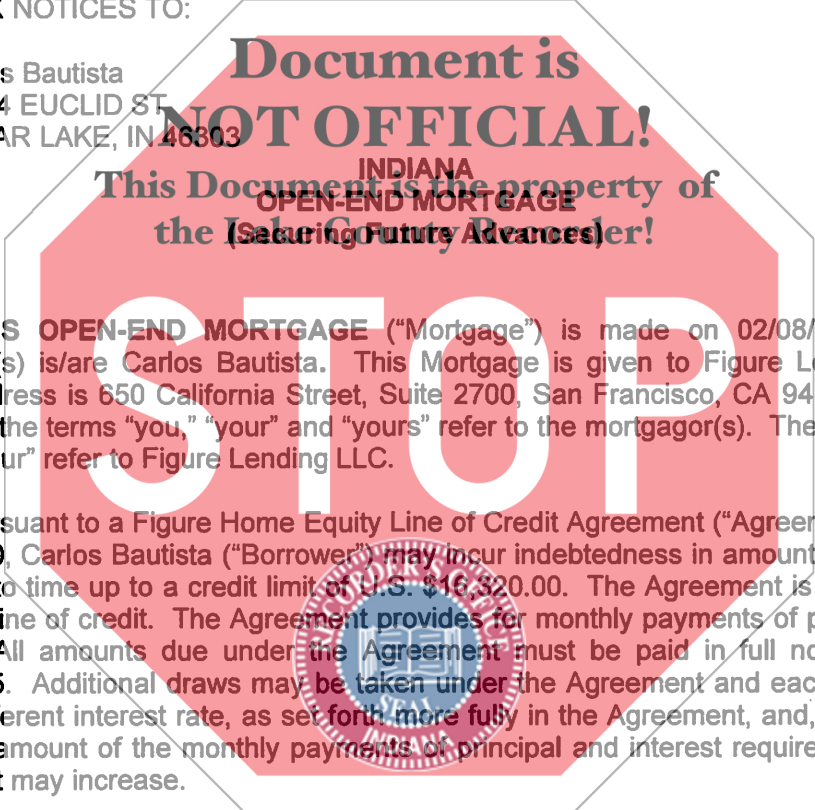 NOTICES TO:
s Bautista
4 EUCLID ST
AR LAKE, IN 46303
Document is
NOT OFFICIAL!
INDIANA
This Document is the property of
OPEN-END MORTGAGE
the Lake County Recorder!
(Securing Future Advances)
STOP
S OPEN-END MORTGAGE (“Mortgage”) is made on 02/08/
(s) is/are Carlos Bautista. This Mortgage is given to Figure L
ress is 650 California Street, Suite 2700, San Francisco, CA 94
the terms “you,” “your” and “yours” refer to the mortgagor(s). The
ur” refer to Figure Lending LLC.
suant to a Figure Home Equity Line of Credit Agreement (“Agreer
, Carlos Bautista (“Borrower”) may incur indebtedness in amount
o time up to a credit limit of U.S. $16,320.00. The Agreement is
ine of credit. The Agreement provides for monthly payments of p
All amounts due under the Agreement must be paid in full no
5. Additional draws may be taken under the Agreement and eac
erent interest rate, as set forth more fully in the Agreement, and,
amount of the monthly payments of principal and interest require
t may increase.
RECORDER'S OFFICE
SEAL
INDIANA